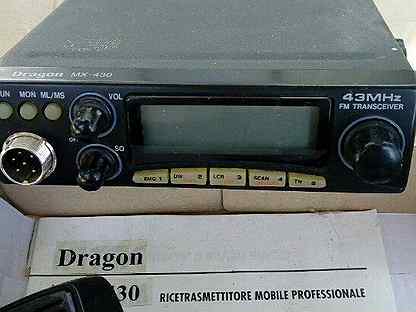 Dragon MX-430
UN MON ML/MS
VOL
43MHz
FM TRANSCEIVER
SQ
EMG 1 DW 2 LCR 3 SCAN 4 TN 5
Dragon
430 RICETRASMETTITORE MOBILE PROFESSIONALE